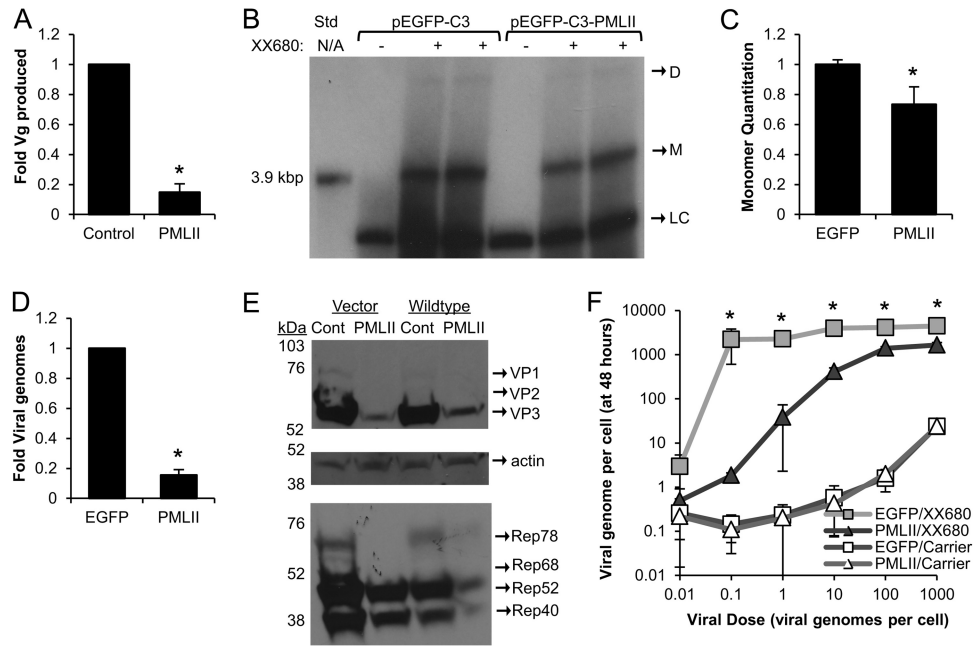 A
Fold Vg produced
1.2
1
0.8
0.6
0.4
0.2
0
*
Control PMLII
B
Std pEGFP-C3 pEGFP-C3-PMLII
XX680: N/A - + + - + +
3.9 kbp
D
M
LC
C
Monomer Quantitation
1.2
1
0.8
0.6
0.4
0.2
0
*
EGFP PMLII
D
Fold Viral genomes
1.2
1
0.8
0.6
0.4
0.2
0
*
EGFP PMLII
E
Vector Wildtype
kDa Cont PMLII Cont PMLII
103
76
52
VP1
VP2
VP3
52
38
actin
76
52
38
Rep78
Rep68
Rep52
Rep40
F
Viral genome per cell (at 48 hours)
10000
1000
100
10
1
0.1
0.01
* * * * *
EGFP/XX680
PMLII/XX680
EGFP/Carrier
PMLII/Carrier
0.01 0.1 1 10 100 1000
Viral Dose (viral genomes per cell)